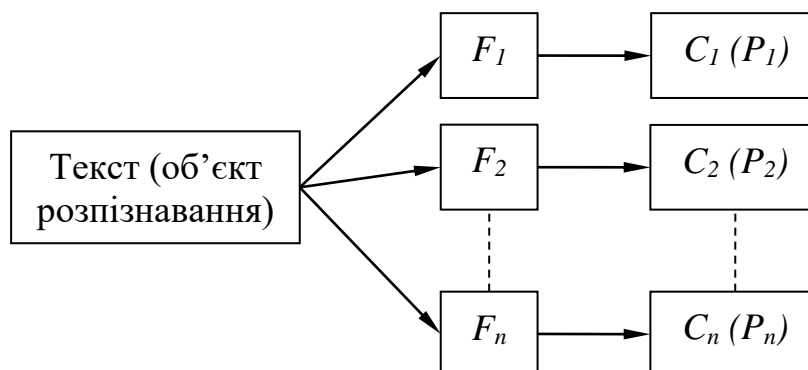 F₁
C₁ (P₁)
Текст (об’єкт
розпізнавання)
F₂
C₂ (P₂)
Fₙ
Cₙ (Pₙ)